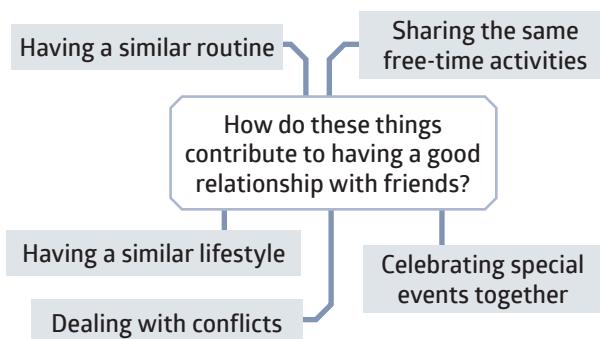 Having a similar routine
Sharing the same
free-time activities
How do these things
contribute to having a good
relationship with friends?
Having a similar lifestyle
Celebrating special
events together
Dealing with conflicts